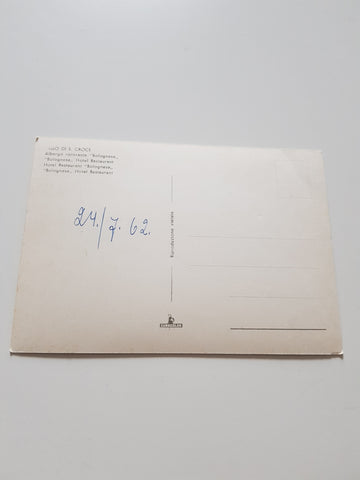 DI S. CROCE
Albergo ristorante "Bolognese„
"Bolognese„ Hotel Restaurant
Hotel Restaurant "Bolognese„
"Bolognese„ Hotel Restaurant
24./7. 62.
Riproduzione vietata